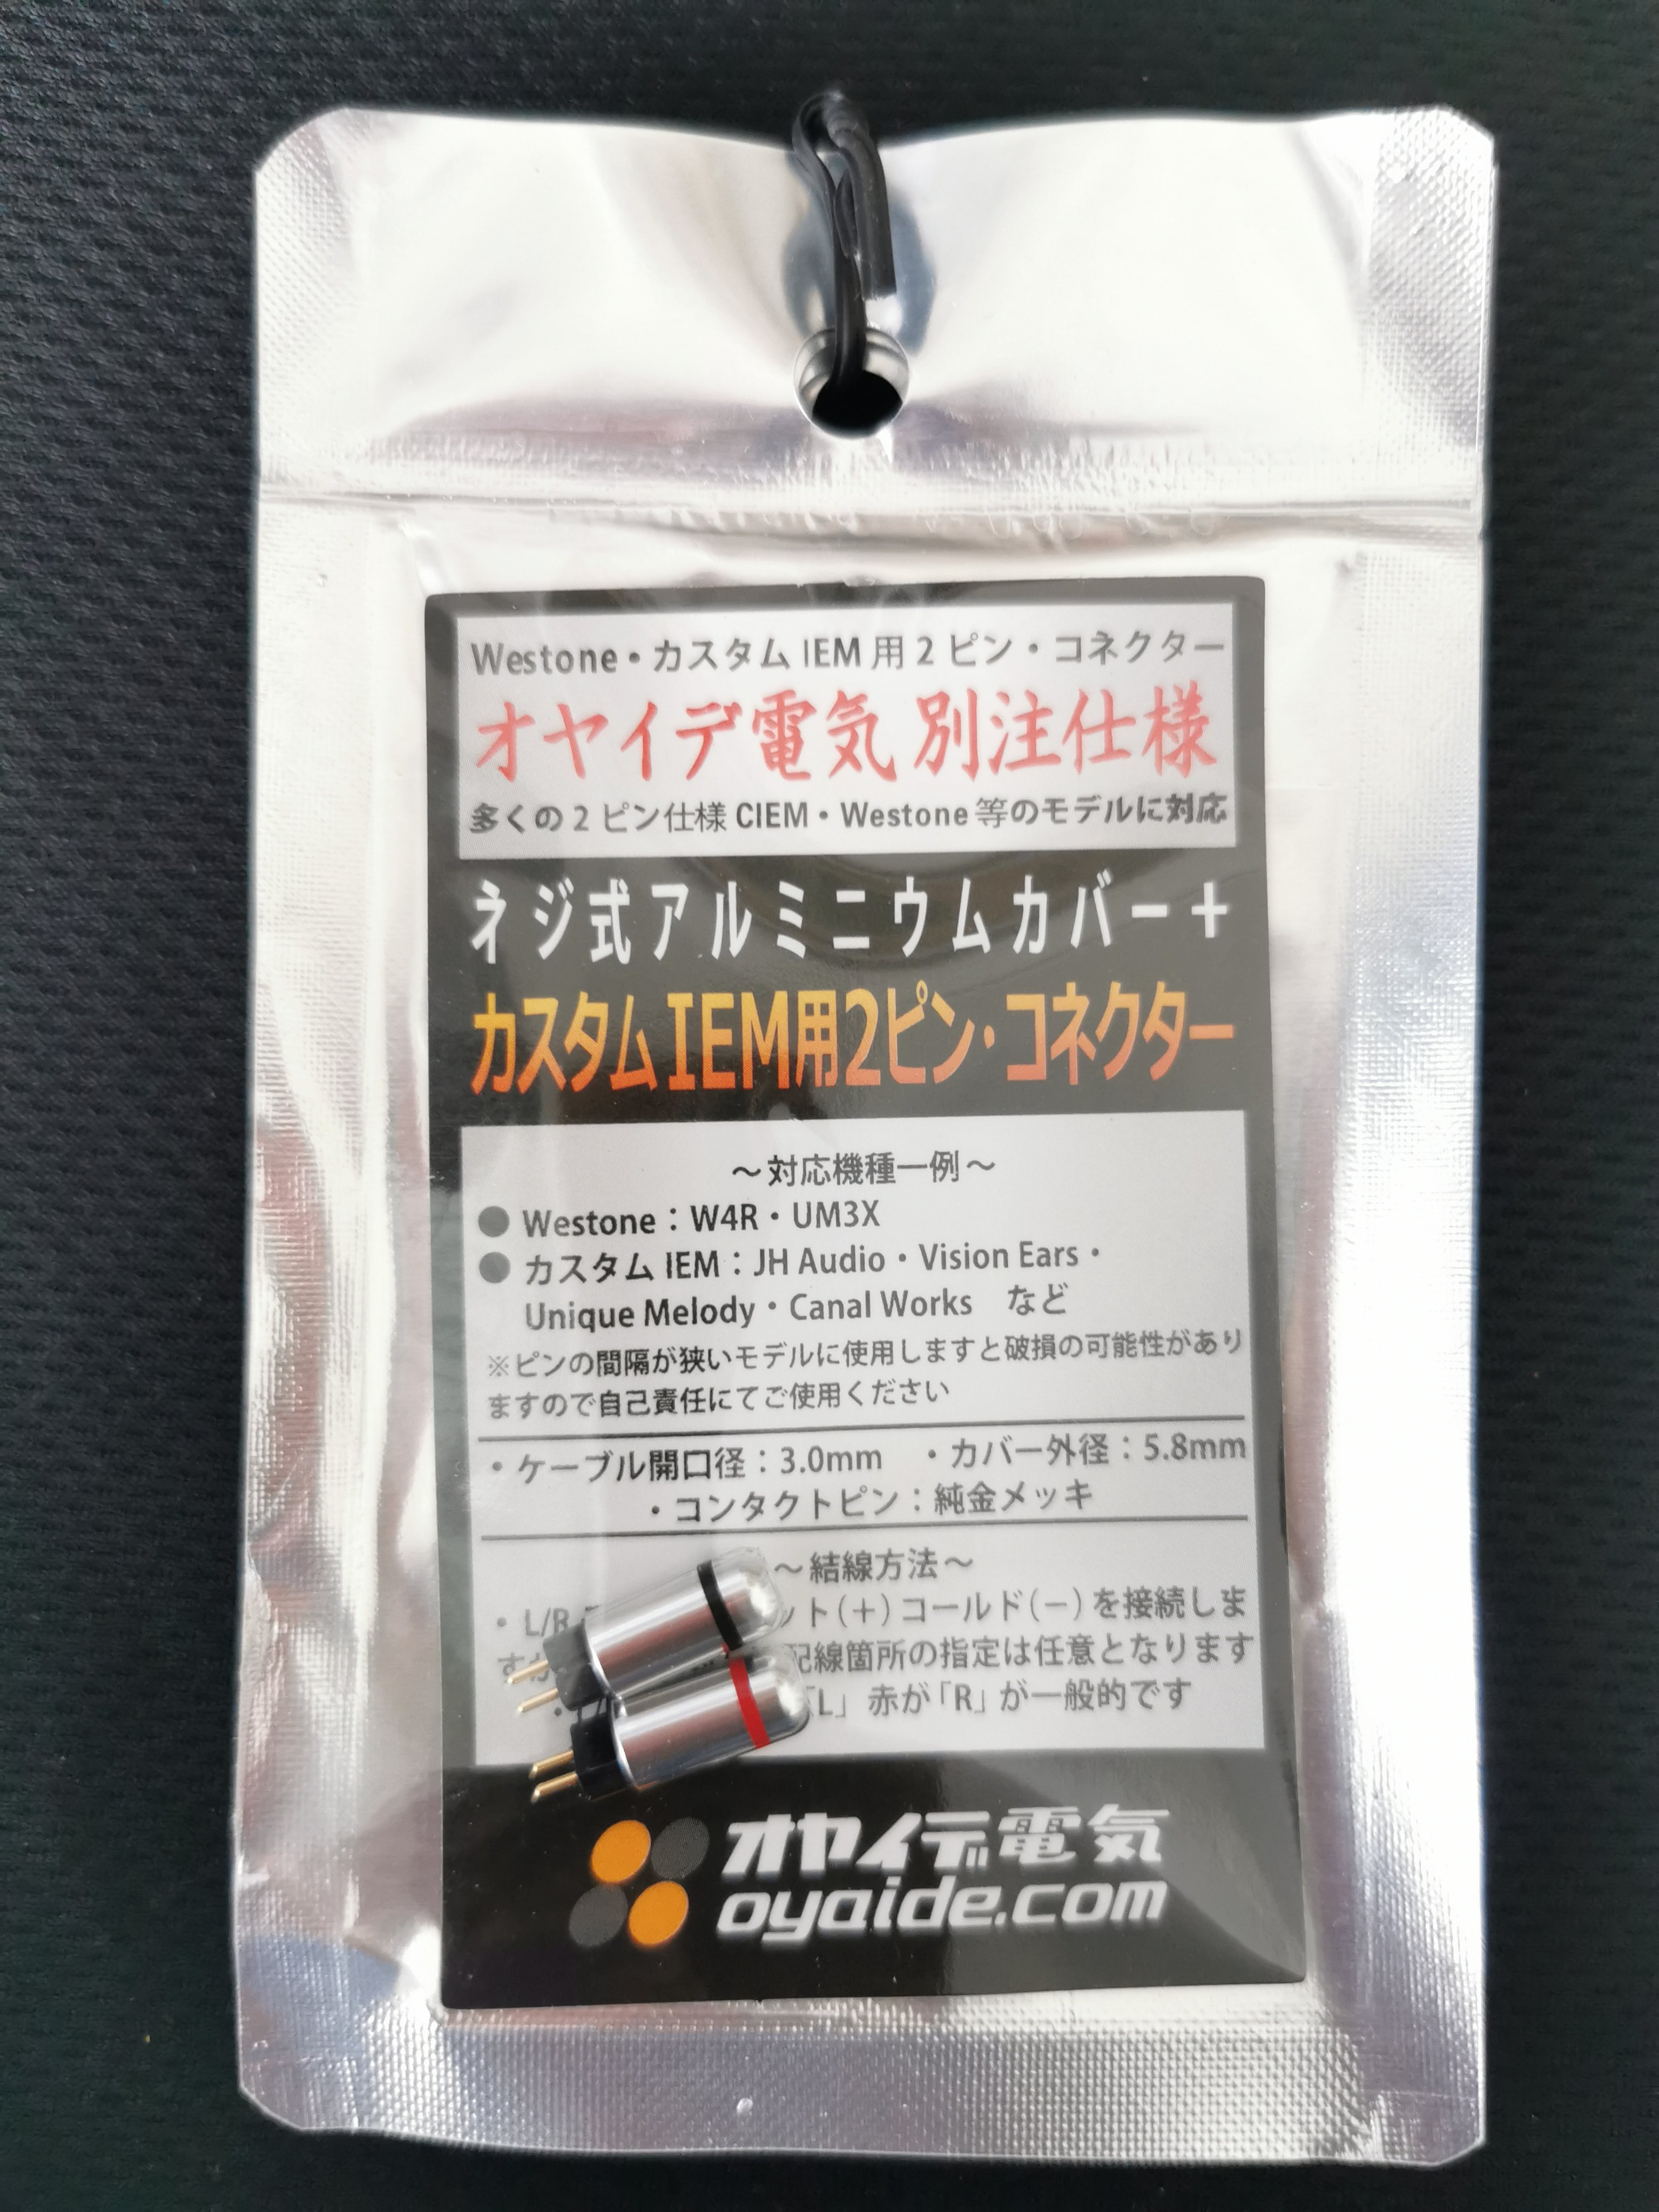 Westone・カスタム IEM 用 2 ピン・コネクター
オヤイデ電気 別注仕様
多くの 2 ピン仕様 CIEM・Westone 等のモデルに対応
ネジ式アルミニウムカバー＋
カスタムIEM用2ピン・コネクター
～対応機種一例～
● Westone：W4R・UM3X
● カスタム IEM：JH Audio・Vision Ears・
Unique Melody・Canal Works　など
※ピンの間隔が狭いモデルに使用しますと破損の可能性があり
ますので自己責任にてご使用ください
・ケーブル開口径：3.0mm　・カバー外径：5.8mm
・コンタクトピン：純金メッキ
～結線方法～
・L/R ット(＋)コールド(－)を接続しま
す 配線箇所の指定は任意となります
・ 「L」 赤が「R」が一般的です
オヤイデ電気
oyaide.com